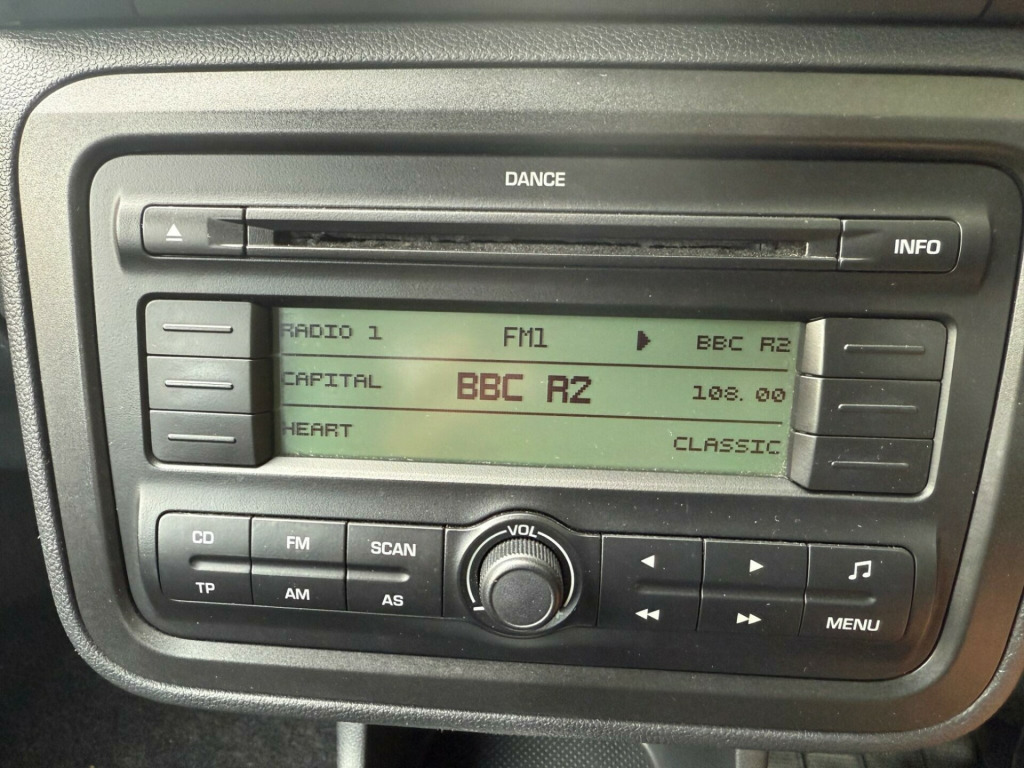 DANCE
INFO
RADIO 1 FM1 BBC R2
CAPITAL BBC R2 108.00
HEART CLASSIC
CD FM SCAN VOL
TP AM AS MENU